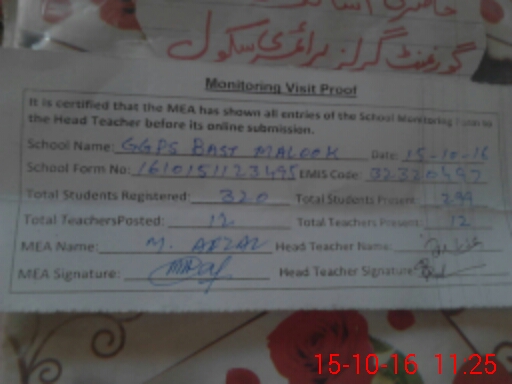 گورنمنٹ گرلز پرائمری سکول
Monitoring Visit Proof
It is certified that the MEA has shown all entries of the School Monitoring Form to
the Head Teacher before its online submission.
School Name: GGPS BAST MALOOK Date: 15-10-16
School Form No: 1610151123495 EMIS Code: 32320497
Total Students Registered: 320 Total Students Present: 299
Total TeachersPosted: 12 Total Teachers Present: 12
MEA Name: M. AFZAL Head Teacher Name:
MEA Signature: Head Teacher Signature:
15-10-16 11.25